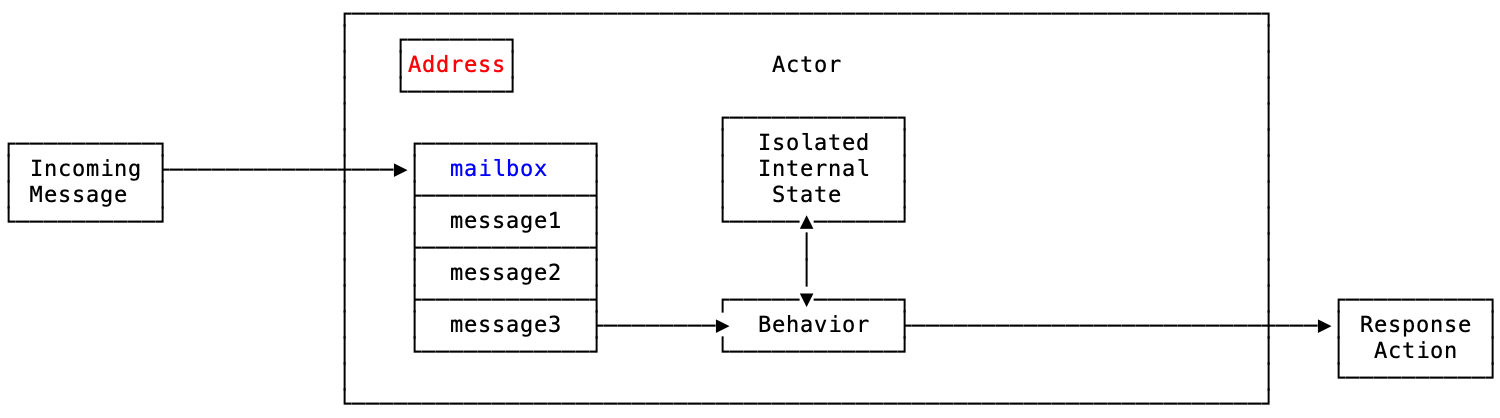 Address
Actor
Incoming
Message
mailbox
message1
message2
message3
Isolated
Internal
State
Behavior
Response
Action